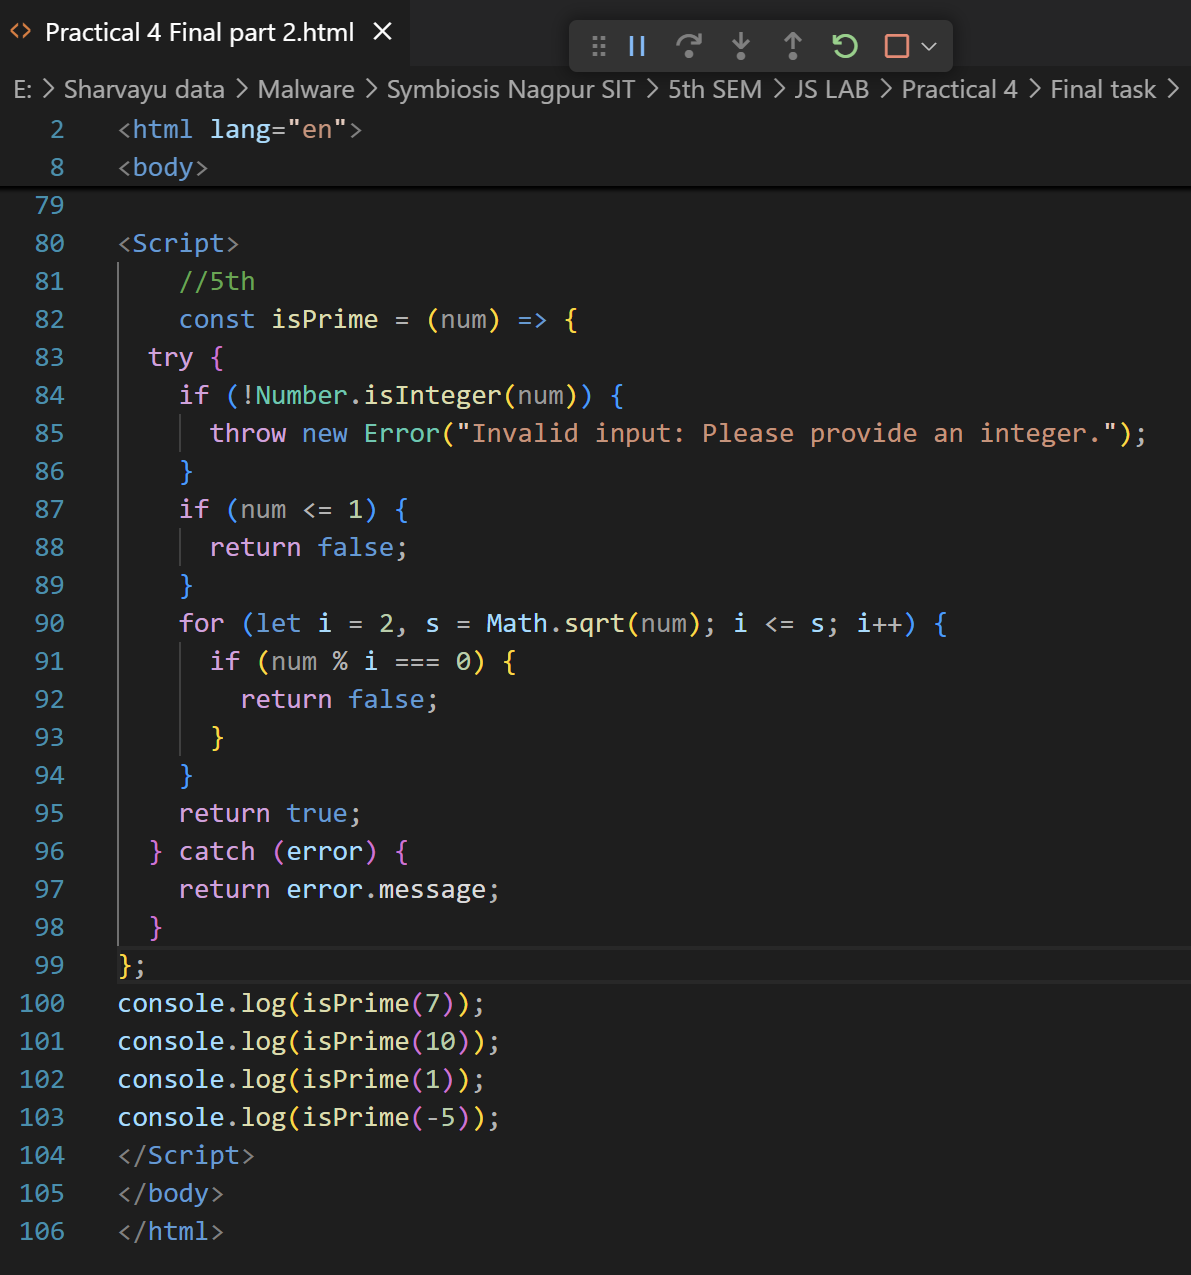 Practical 4 Final part 2.html
E: > Sharvayu data > Malware > Symbiosis Nagpur SIT > 5th SEM > JS LAB > Practical 4 > Final task >
2 <html lang="en">
8 <body>
79
80 <Script>
81 //5th
82 const isPrime = (num) => {
83 try {
84 if (!Number.isInteger(num)) {
85 throw new Error("Invalid input: Please provide an integer.");
86 }
87 if (num <= 1) {
88 return false;
89 }
90 for (let i = 2, s = Math.sqrt(num); i <= s; i++) {
91 if (num % i === 0) {
92 return false;
93 }
94 }
95 return true;
96 } catch (error) {
97 return error.message;
98 }
99 };
100 console.log(isPrime(7));
101 console.log(isPrime(10));
102 console.log(isPrime(1));
103 console.log(isPrime(-5));
104 </Script>
105 </body>
106 </html>